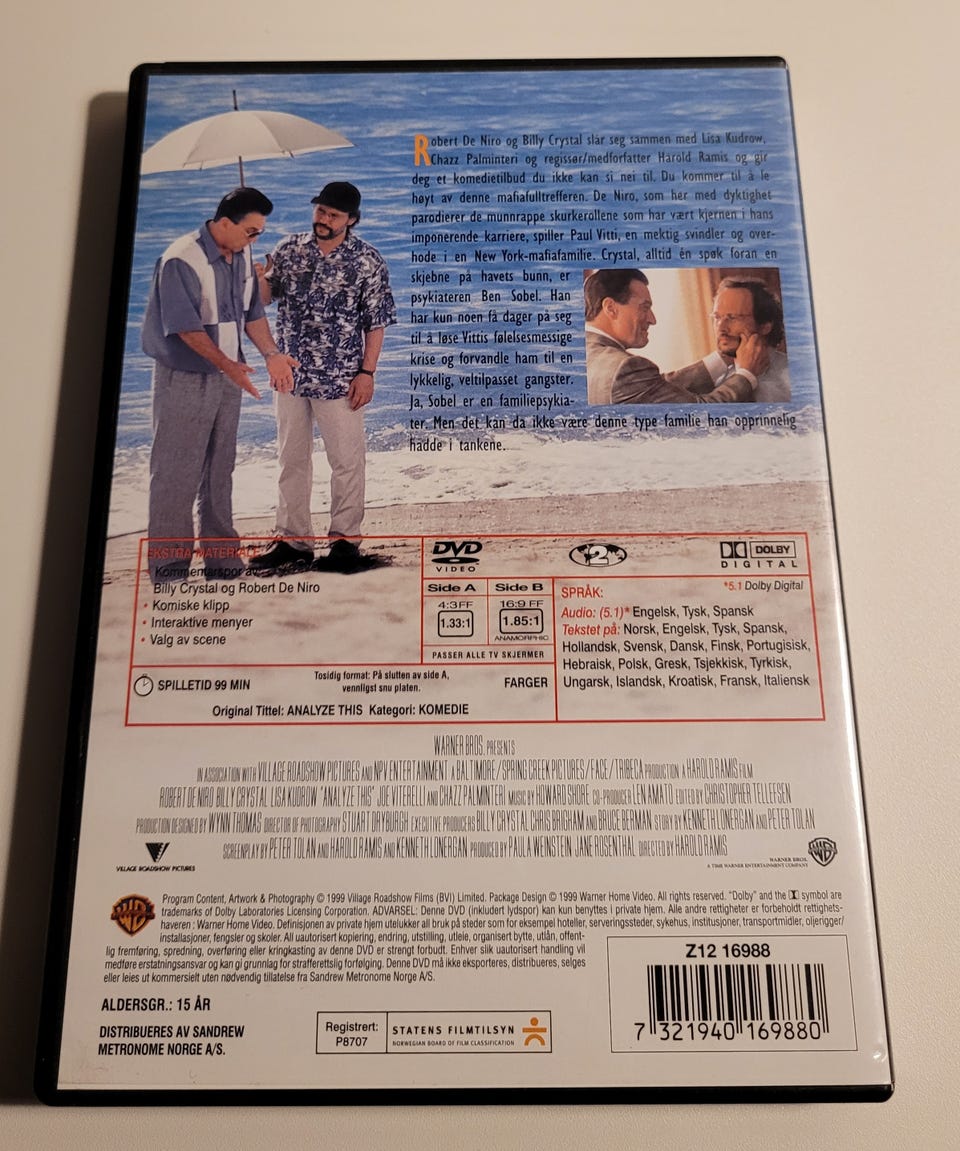 Robert De Niro og Billy Crystal slår seg sammen med Lisa Kudrow,
Chazz Palminteri og regissør/medforfatter Harold Ramis og gir
deg et komedietilbud du ikke kan si nei til. Du kommer til å le
høyt av denne mafiafulltrefferen. De Niro, som her med dyktighet
parodierer de munnrappe skurkerollene som har vært kjernen i hans
imponerende karriere, spiller Paul Vitti, en mektig svindler og over-
hode i en New York-mafiafamilie. Crystal, alltid en spøk foran en
skjebne på havets bunn, er
psykiateren Ben Sobel. Han
har kun noen få dager på seg
til å løse Vittis følelsesmessige
krise og forvandle ham til en
lykkelig, veltilpasset gangster.
Ja, Sobel er en familiepsykia-
ter. Men det kan da ikke være denne type familie han opprinnelig
hadde i tankene.
EKSTRA MATERIALE:
Kommentarspor av
Billy Crystal og Robert De Niro
• Komiske klipp
• Interaktive menyer
• Valg av scene
DVD
VIDEO
2
DOLBY
DIGITAL
Side A Side B
4:3FF 16:9 FF
1.33:1 1.85:1
ANAMORPHIC
PASSER ALLE TV SKJERMER
SPRÅK: *5.1 Dolby Digital
Audio: (5.1)* Engelsk, Tysk, Spansk
Tekstet på: Norsk, Engelsk, Tysk, Spansk,
Hollandsk, Svensk, Dansk, Finsk, Portugisisk,
Hebraisk, Polsk, Gresk, Tsjekkisk, Tyrkisk,
Ungarsk, Islandsk, Kroatisk, Fransk, Italiensk
SPILLETID 99 MIN
Tosidig format: På slutten av side A,
vennligst snu platen.
FARGER
Original Tittel: ANALYZE THIS Kategori: KOMEDIE
WARNER BROS. PRESENTS
IN ASSOCIATION WITH VILLAGE ROADSHOW PICTURES AND NPV ENTERTAINMENT A BALTIMORE/SPRING CREEK PICTURES/FACE/TRIBECA PRODUCTION A HAROLD RAMIS FILM
ROBERT DE NIRO BILLY CRYSTAL LISA KUDROW "ANALYZE THIS" JOE VITERELLI AND CHAZZ PALMINTERI MUSIC BY HOWARD SHORE CO-PRODUCER LEN AMATO EDITED BY CHRISTOPHER TELLEFSEN
PRODUCTION DESIGNED BY WYNN THOMAS DIRECTOR OF PHOTOGRAPHY STUART DRYBURGH EXECUTIVE PRODUCERS BILLY CRYSTAL CHRIS BRIGHAM AND BRUCE BERMAN STORY BY KENNETH LONERGAN AND PETER TOLAN
SCREENPLAY BY PETER TOLAN AND HAROLD RAMIS AND KENNETH LONERGAN PRODUCED BY PAULA WEINSTEIN JANE ROSENTHAL DIRECTED BY HAROLD RAMIS
VILLAGE ROADSHOW PICTURES
WARNER BROS.
A TIME WARNER ENTERTAINMENT COMPANY
Program Content, Artwork & Photography © 1999 Village Roadshow Films (BVI) Limited. Package Design © 1999 Warner Home Video. All rights reserved. "Dolby" and the symbol are
trademarks of Dolby Laboratories Licensing Corporation. ADVARSEL: Denne DVD (inkludert lydspor) kan kun benyttes i private hjem. Alle andre rettigheter er forbeholdt rettighets-
haveren : Warner Home Video. Definisjonen av private hjem utelukker all bruk på steder som for eksempel hoteller, serveringssteder, sykehus, institusjoner, transportmidler, oljerigger/
installasjoner, fengsler og skoler. All uautorisert kopiering, endring, utstilling, utleie, organisert bytte, utlån, offent-
lig fremføring, spredning, overføring eller kringkasting av denne DVD er strengt forbudt. Enhver slik uautorisert handling vil
medføre erstatningsansvar og kan gi grunnlag for strafferettslig forfølging. Denne DVD må ikke eksporteres, distribueres, selges
eller leies ut kommersielt uten nødvendig tillatelse fra Sandrew Metronome Norge A/S.
ALDERSGR.: 15 ÅR
DISTRIBUERES AV SANDREW
METRONOME NORGE A/S.
Registrert:
P8707
STATENS FILMTILSYN
NORWEGIAN BOARD OF FILM CLASSIFICATION
Z12 16988
7 321940 169880